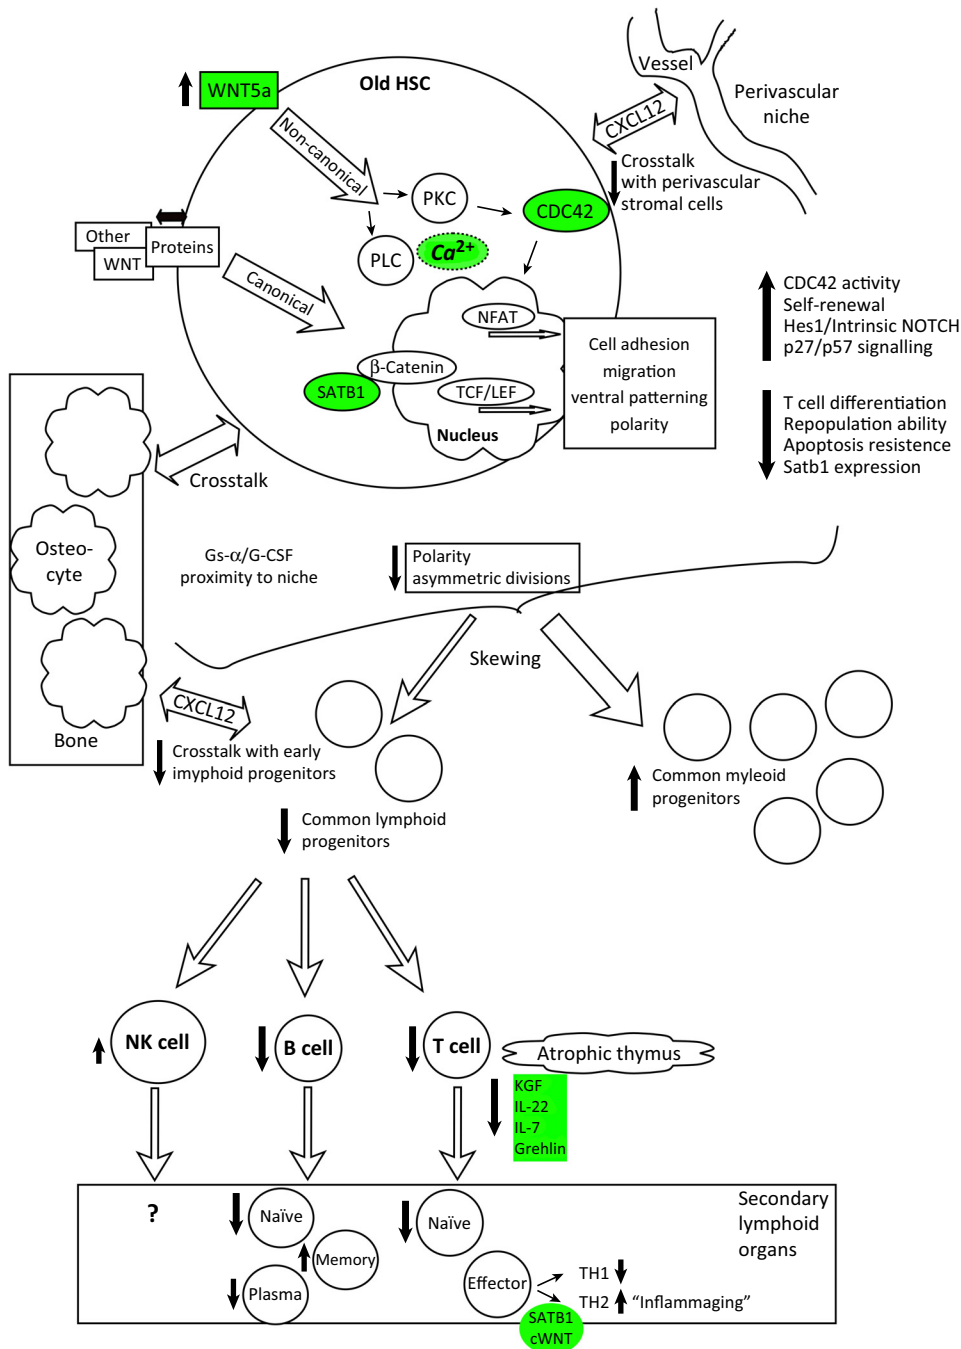 Old HSC
WNT5a
Non-canonical
PKC
PLC
Ca2+
CDC42
Vessel
Perivascular
niche
CXCL12
Crosstalk
with perivascular
stromal cells
Other
WNT
Proteins
Canonical
NFAT
β-Catenin
SATB1
TCF/LEF
Nucleus
Cell adhesion
migration
ventral patterning
polarity
CDC42 activity
Self-renewal
Hes1/Intrinsic NOTCH
p27/p57 signalling
T cell differentiation
Repopulation ability
Apoptosis resistence
Satb1 expression
Crosstalk
Osteo-
cyte
Bone
Gs-α/G-CSF
proximity to niche
Polarity
asymmetric divisions
Skewing
CXCL12
Crosstalk with early
imyphoid progenitors
Common lymphoid
progenitors
Common myleoid
progenitors
NK cell
B cell
T cell
Atrophic thymus
KGF
IL-22
IL-7
Grehlin
?
Naïve
Memory
Plasma
Naïve
Effector
TH1
TH2 “Inflammaging”
SATB1
cWNT
Secondary
lymphoid
organs